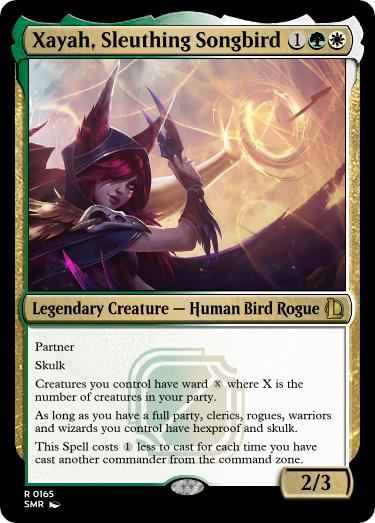 Xayah, Sleuthing Songbird 1
Legendary Creature — Human Bird Rogue
Partner
Skulk
Creatures you control have ward X where X is the
number of creatures in your party.
As long as you have a full party, clerics, rogues, warriors
and wizards you control have hexproof and skulk.
This Spell costs 1 less to cast for each time you have
cast another commander from the command zone.
2/3
R 0165
SMR